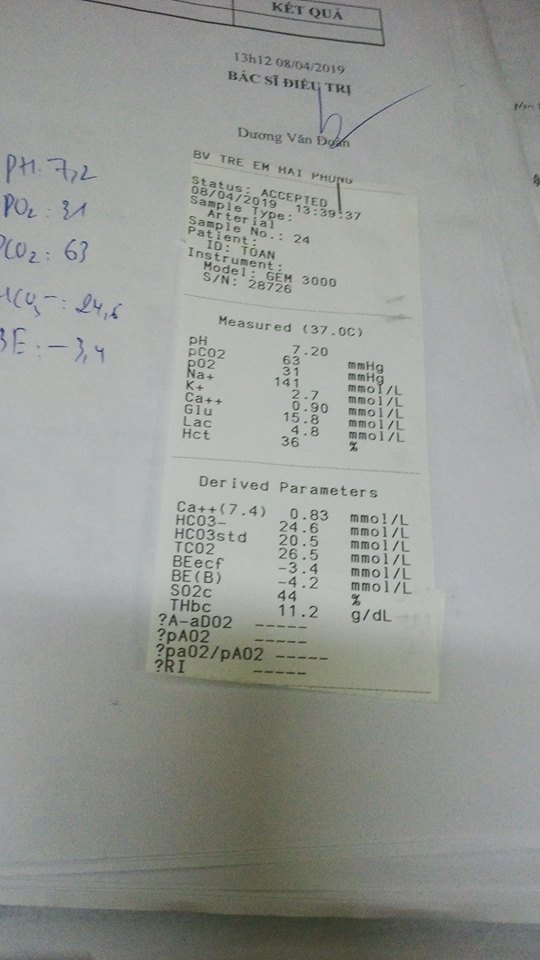 KẾT QUẢ
13h12 08/04/2019
BÁC SĨ ĐIỀU TRỊ
Dương Văn Đoàn
PH: 7,2
PO2: 31
PCO2: 63
HCO3-: 24,6
BE: -3,4
BV TRE EM HAI PHONG
Status: ACCEPTED
08/04/2019 13:39:37
Sample Type:
Arterial
Sample No.: 24
Patient:
ID: TOAN
Instrument:
Model: GEM 3000
S/N: 28726
Measured (37.0C)
pH 7.20
pCO2 63 mmHg
pO2 31 mmHg
Na+ 141 mmol/L
K+ 2.7 mmol/L
Ca++ 0.90 mmol/L
Glu 15.8 mmol/L
Lac 4.8 mmol/L
Hct 36 %
Derived Parameters
Ca++(7.4) 0.83 mmol/L
HCO3- 24.6 mmol/L
HCO3std 20.5 mmol/L
TCO2 26.5 mmol/L
BEecf -3.4 mmol/L
BE(B) -4.2 mmol/L
SO2c 44 %
THbc 11.2 g/dL
?A-aDO2 -----
?pAO2 -----
?paO2/pAO2 -----
?RI -----